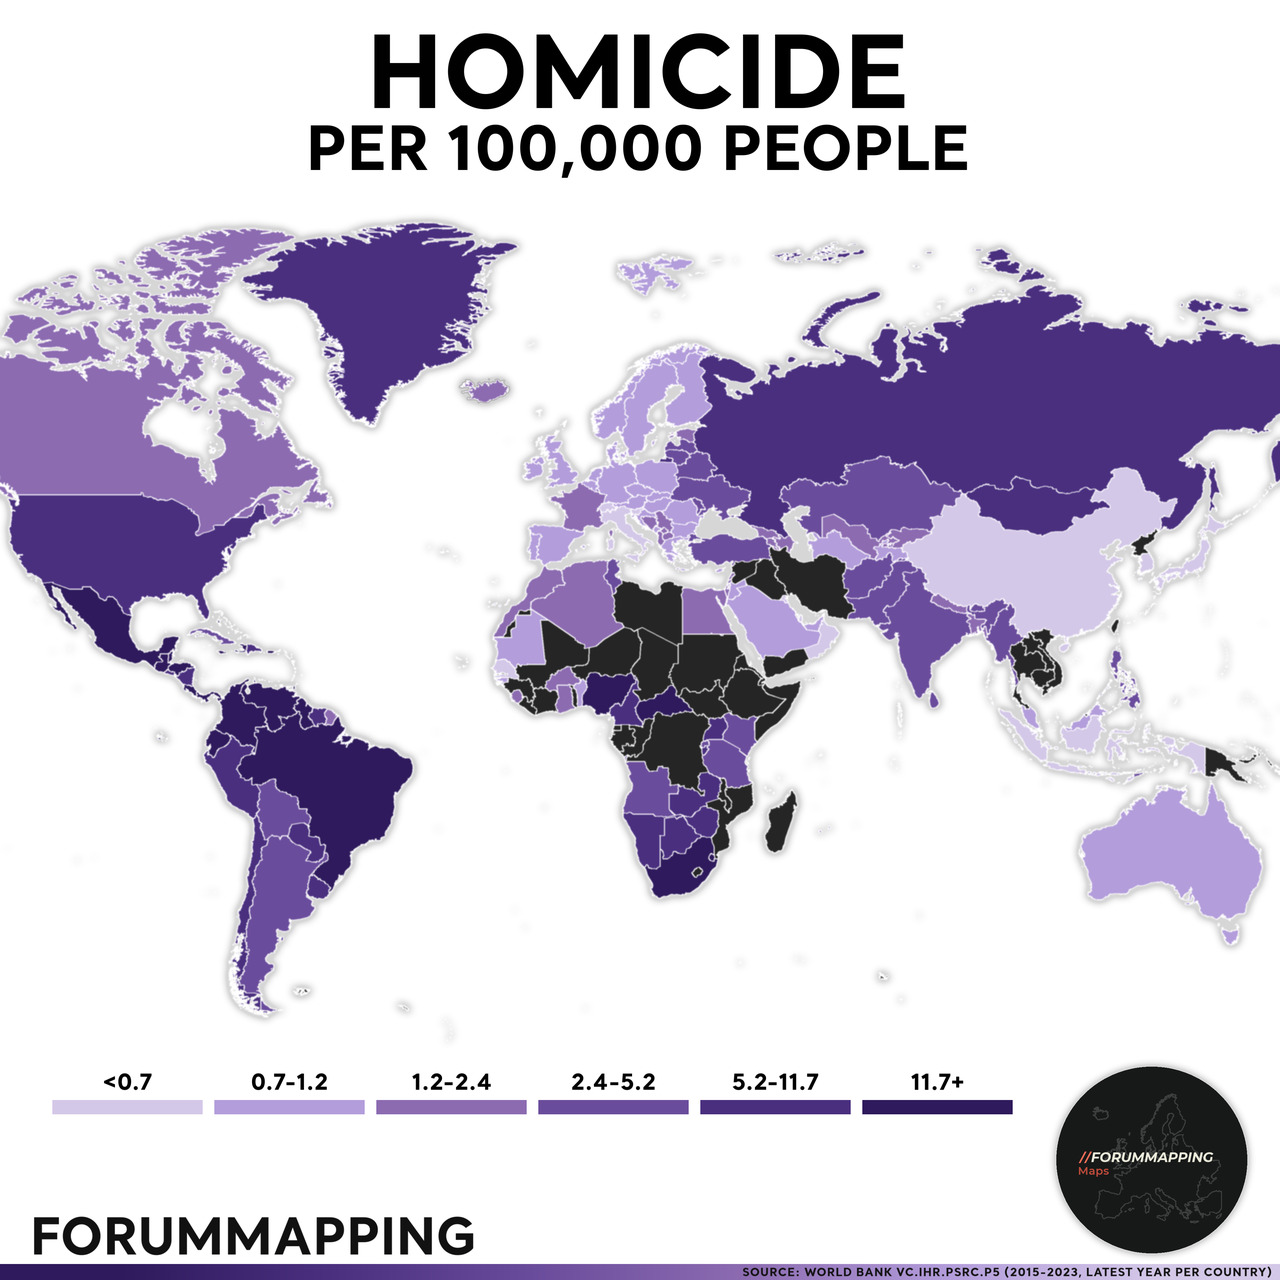 HOMICIDE
PER 100,000 PEOPLE
<0.7 0.7-1.2 1.2-2.4 2.4-5.2 5.2-11.7 11.7+
//FORUMMAPPING
Maps
FORUMMAPPING
SOURCE: WORLD BANK VC.IHR.PSRC.P5 (2015-2023, LATEST YEAR PER COUNTRY)